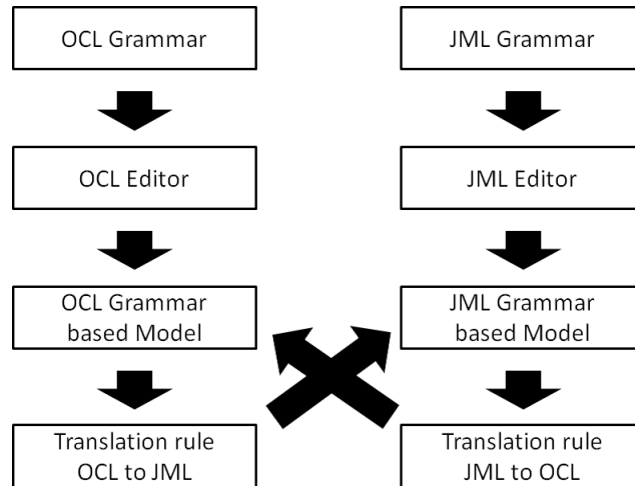 OCL Grammar
JML Grammar
OCL Editor
JML Editor
OCL Grammar
based Model
JML Grammar
based Model
Translation rule
OCL to JML
Translation rule
JML to OCL